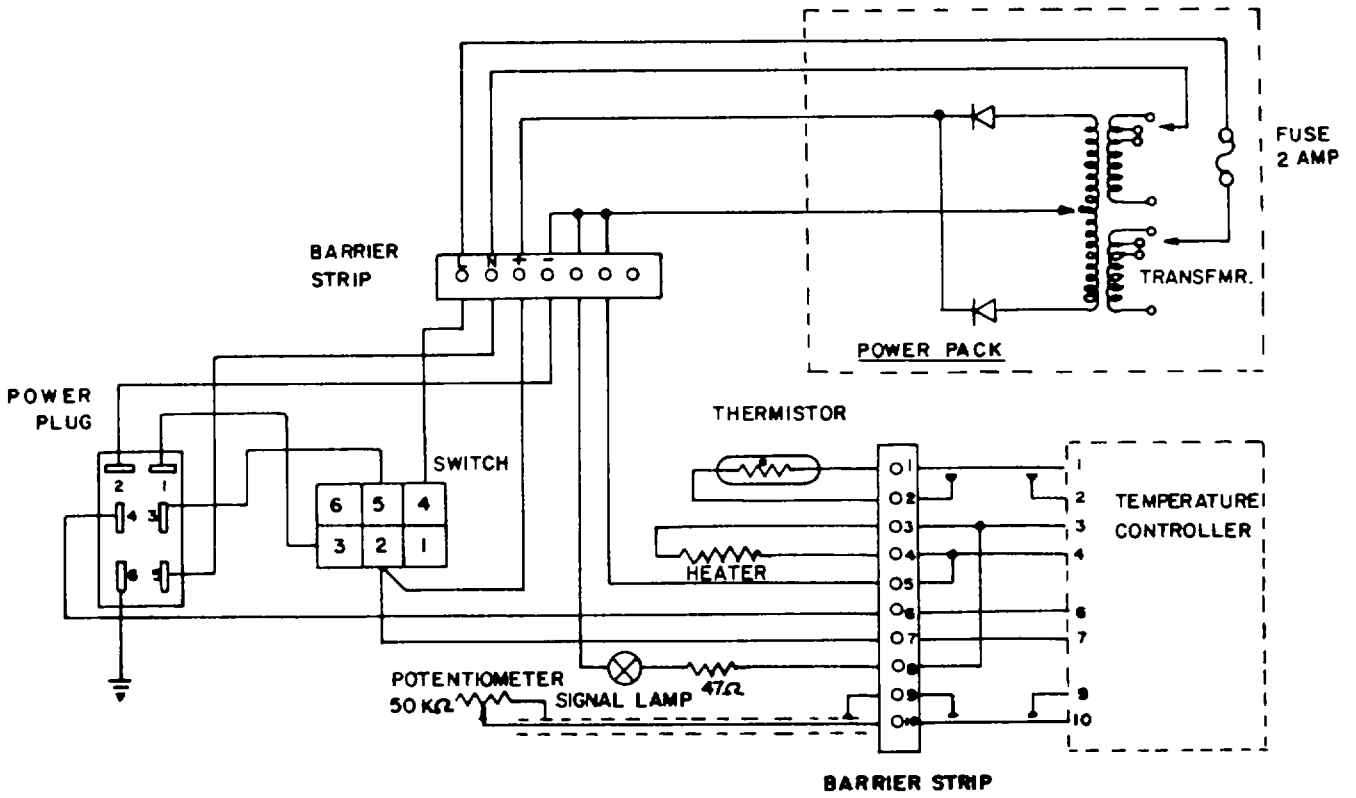 FUSE
2 AMP
BARRIER
STRIP
L N + -
TRANSFMR.
POWER PACK
POWER
PLUG
THERMISTOR
SWITCH
2 1
4 3
6 5
6 5 4
3 2 1
HEATER
1
2
3
4
5
6
7
8
9
10
1
2
3
4
6
7
9
10
TEMPERATURE
CONTROLLER
POTENTIOMETER
50 KΩ
SIGNAL LAMP
47Ω
BARRIER STRIP